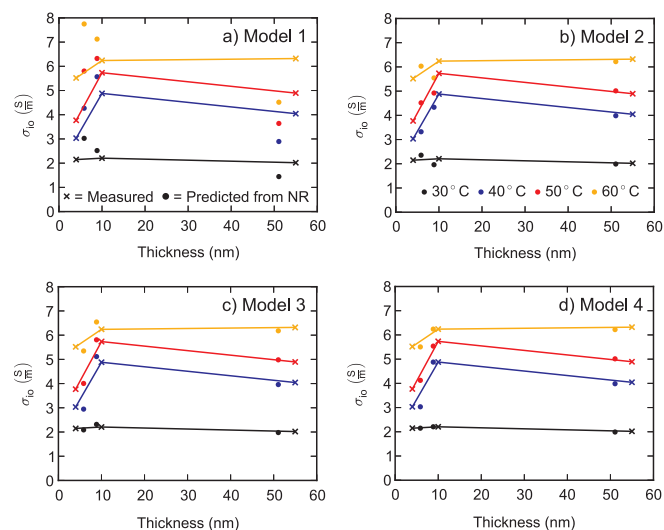 a) Model 1
8
7
6
5
4
3
2
1
0
σio (S/m)
× = Measured ● = Predicted from NR
0 10 20 30 40 50 60
Thickness (nm)
b) Model 2
8
7
6
5
4
3
2
1
0
σio (S/m)
30°C 40°C 50°C 60°C
0 10 20 30 40 50 60
Thickness (nm)
c) Model 3
8
7
6
5
4
3
2
1
0
σio (S/m)
0 10 20 30 40 50 60
Thickness (nm)
d) Model 4
8
7
6
5
4
3
2
1
0
σio (S/m)
0 10 20 30 40 50 60
Thickness (nm)